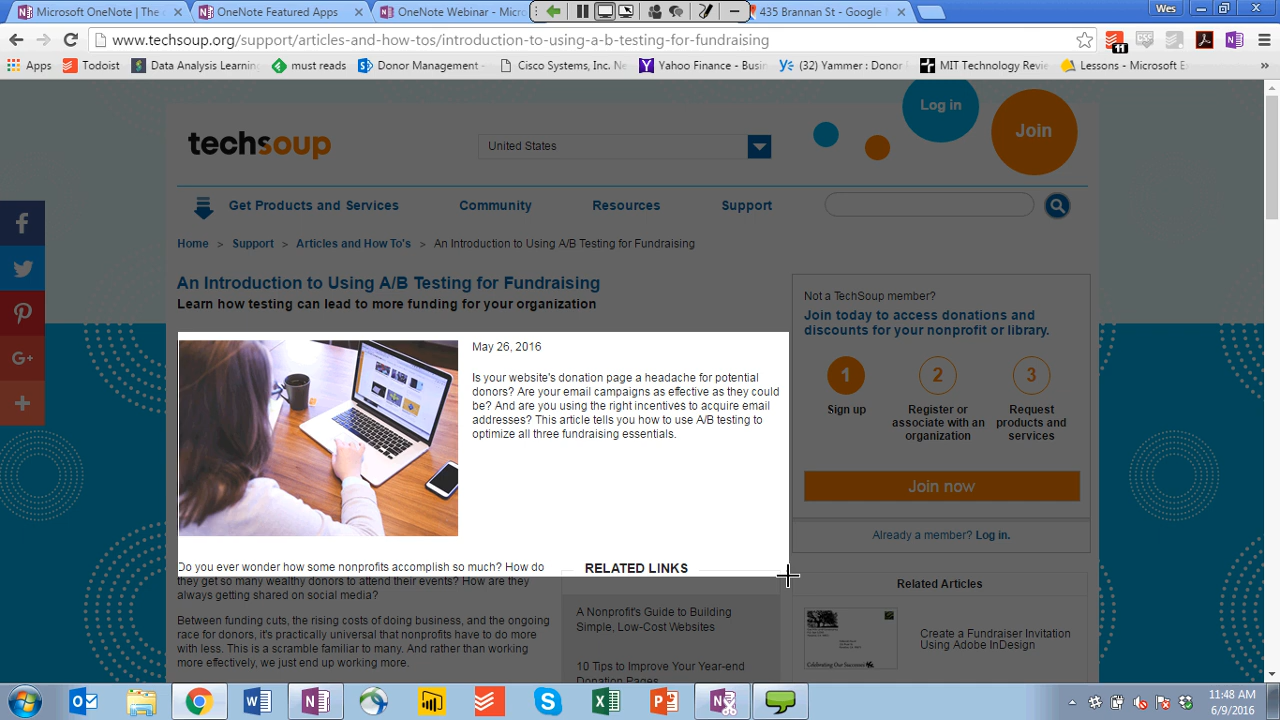 Microsoft OneNote | The d
OneNote Featured Apps
OneNote Webinar - Micro
435 Brannan St - Google
Wes
www.techsoup.org/support/articles-and-how-tos/introduction-to-using-a-b-testing-for-fundraising
11
Apps
Todoist
Data Analysis Learning
must reads
Donor Management -
Cisco Systems, Inc.
Yahoo Finance - Busin
(32) Yammer : Donor
MIT Technology Revie
Lessons - Microsoft E
Log in
Join
techsoup
United States
Get Products and Services
Community
Resources
Support
Home > Support > Articles and How To's > An Introduction to Using A/B Testing for Fundraising
An Introduction to Using A/B Testing for Fundraising
Learn how testing can lead to more funding for your organization
May 26, 2016
Is your website's donation page a headache for potential
donors? Are your email campaigns as effective as they could
be? And are you using the right incentives to acquire email
addresses? This article tells you how to use A/B testing to
optimize all three fundraising essentials.
Do you ever wonder how some nonprofits accomplish so much? How do
they get so many wealthy donors to attend their events? How are they
always getting shared on social media?
Between funding cuts, the rising costs of doing business, and the ongoing
race for donors, it's practically universal that nonprofits have to do more
with less. This is a scramble familiar to many. And rather than working
more effectively, we just end up working more.
RELATED LINKS
A Nonprofit's Guide to Building
Simple, Low-Cost Websites
10 Tips to Improve Your Year-end
Donation Pages
Not a TechSoup member?
Join today to access donations and
discounts for your nonprofit or library.
1
2
3
Sign up
Register or
associate with an
organization
Request
products and
services
Join now
Already a member? Log in.
Related Articles
Create a Fundraiser Invitation
Using Adobe InDesign
Celebrating Our Success
11:48 AM
6/9/2016